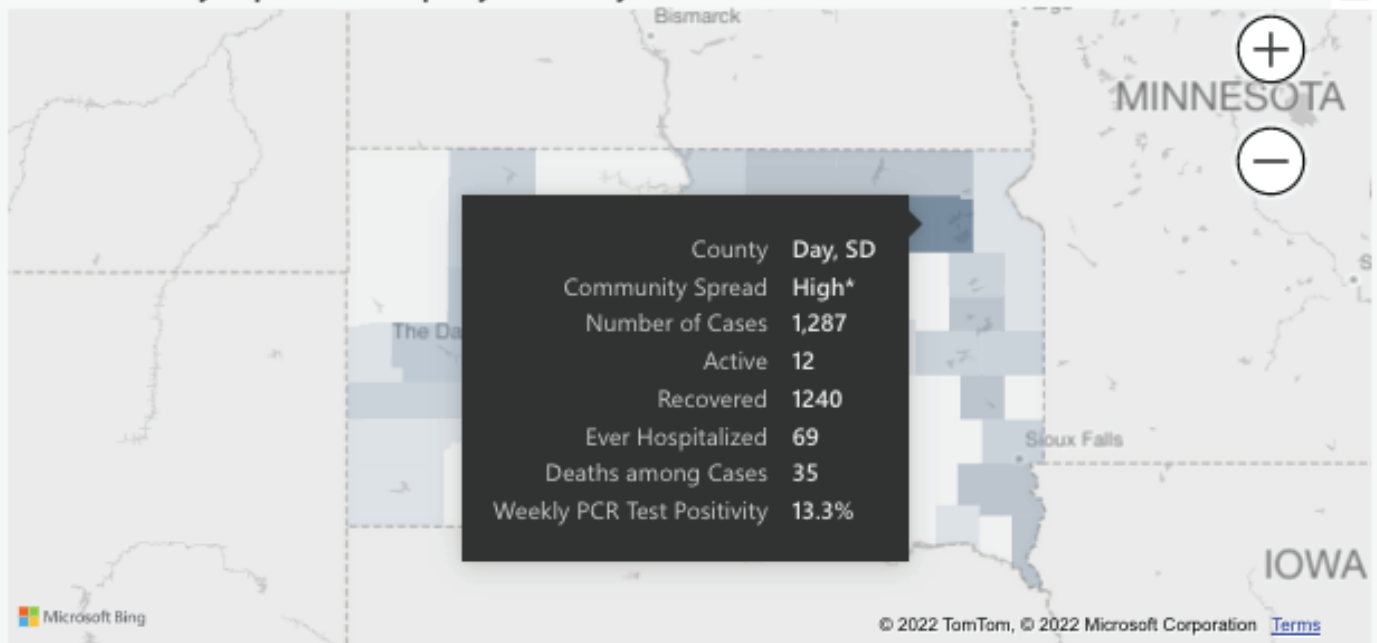 Bismarck
MINNESOTA
County Day, SD
Community Spread High*
Number of Cases 1,287
The Da
Active 12
Recovered 1240
Ever Hospitalized 69
Sioux Falls
Deaths among Cases 35
Weekly PCR Test Positivity 13.3%
IOWA
Microsoft Bing
© 2022 TomTom, © 2022 Microsoft Corporation Terms